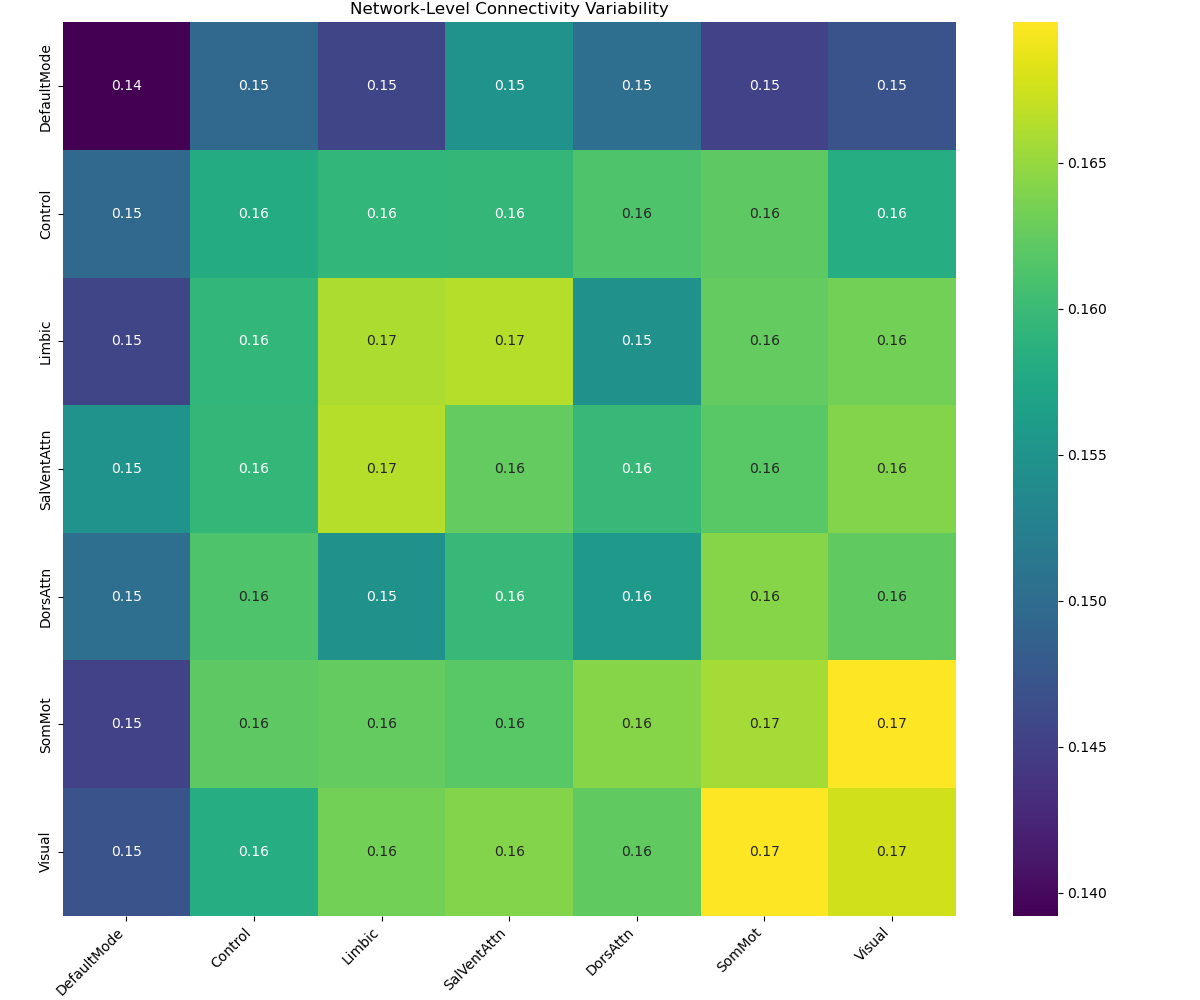 Network-Level Connectivity Variability
DefaultMode 0.14 0.15 0.15 0.15 0.15 0.15 0.15
Control 0.15 0.16 0.16 0.16 0.16 0.16 0.16
Limbic 0.15 0.16 0.17 0.17 0.15 0.16 0.16
SalVentAttn 0.15 0.16 0.17 0.16 0.16 0.16 0.16
DorsAttn 0.15 0.16 0.15 0.16 0.16 0.16 0.16
SomMot 0.15 0.16 0.16 0.16 0.16 0.17 0.17
Visual 0.15 0.16 0.16 0.16 0.16 0.17 0.17
DefaultMode Control Limbic SalVentAttn DorsAttn SomMot Visual
0.165
0.160
0.155
0.150
0.145
0.140